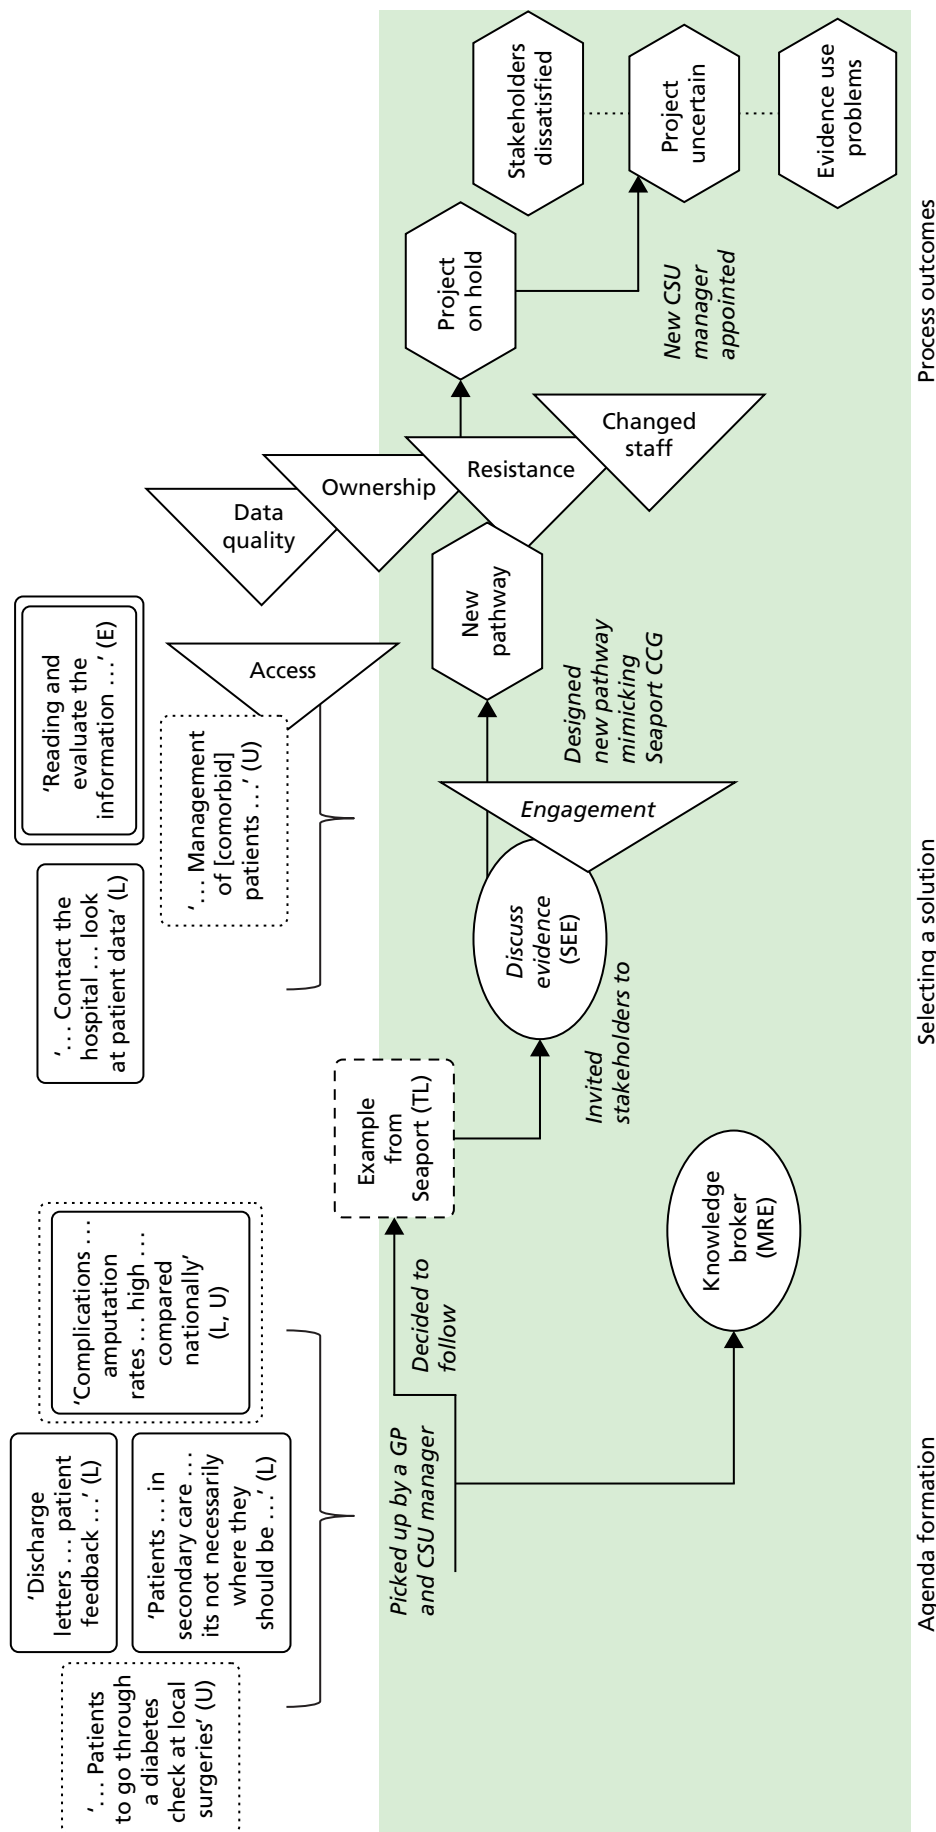 '... Patients
to go through
a diabetes
check at local
surgeries' (U)
'Discharge
letters ... patient
feedback ...' (L)
'Patients ... in
secondary care ...
its not necessarily
where they
should be ...' (L)
'Complications ...
amputation
rates ... high ...
compared
nationally'
(L, U)
'... Contact the
hospital ... look
at patient data' (L)
'Reading and
evaluate the
information ...' (E)
'... Management
of [comorbid]
patients ...' (U)
Access
Data
quality
Ownership
Resistance
Changed
staff
Picked up by a GP
and CSU manager
Decided to
follow
Example
from
Seaport (TL)
Knowledge
broker
(MRE)
Invited
stakeholders to
Discuss
evidence
(SEE)
Engagement
Designed
new pathway
mimicking
Seaport CCG
New
pathway
Project
on hold
New CSU
manager
appointed
Stakeholders
dissatisfied
Project
uncertain
Evidence use
problems
Agenda formation
Selecting a solution
Process outcomes